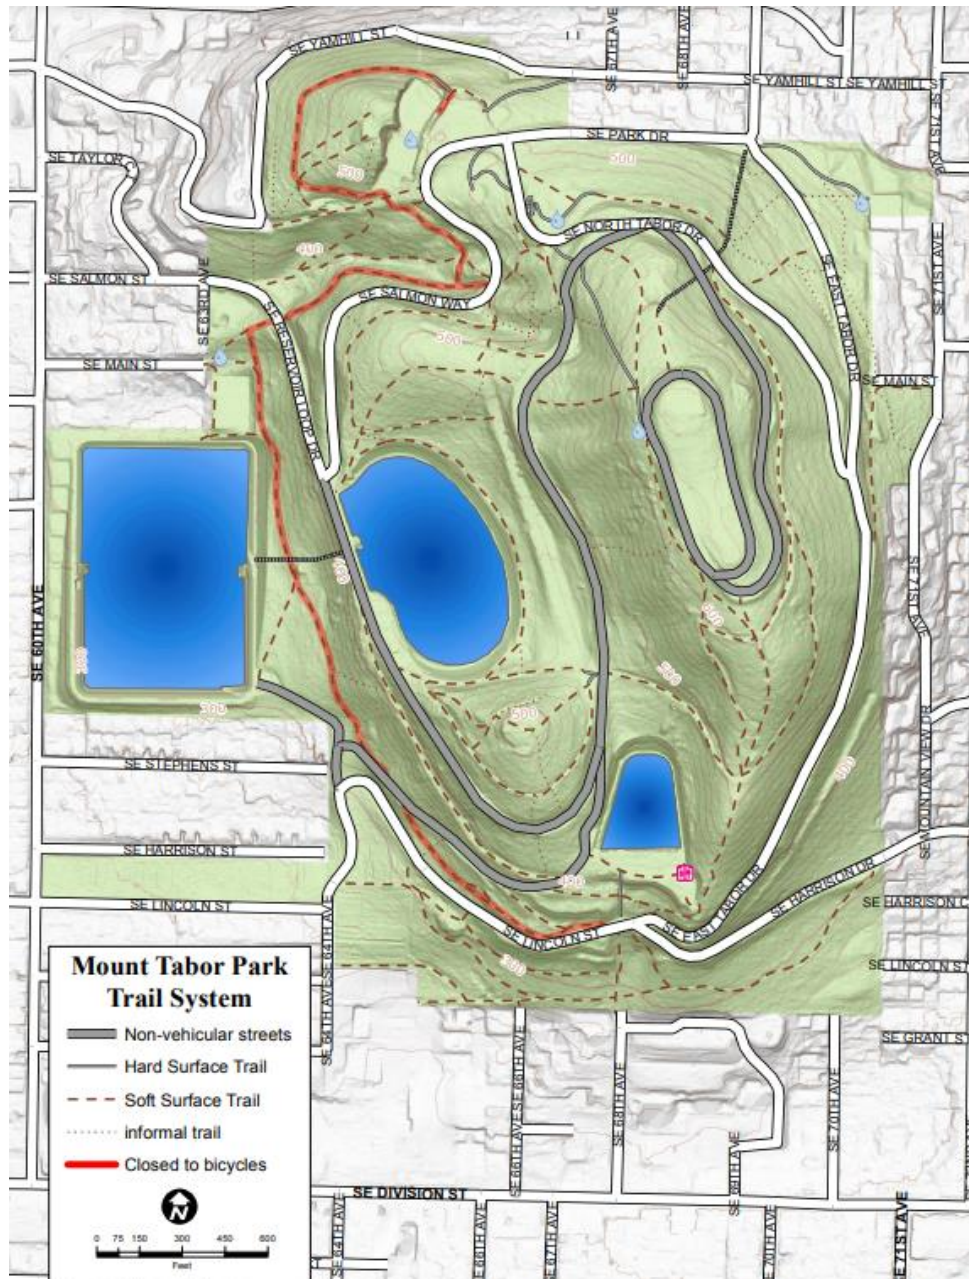 SE YAMHILL ST
SE 67TH AVE
SE 68TH AVE
SE YAMHILL ST
SE YAMHILL ST
SE 71ST AVE
SE PARK DR
500
SE TAYLOR
500
SE NORTH TABOR DR
400
SE 71ST AVE
SE SALMON ST
SE 63RD AVE
SE SALMON WAY
SE EAST TABOR DR
SE RESERVOIR LOOP DR
500
SE MAIN ST
SE MAIN ST
400
SE 71ST AVE
SE 60TH AVE
600
300
500
300
500
SE MOUNTAIN VIEW DR
400
SE STEPHENS ST
SE HARRISON ST
SE HARRISON DR
SE EAST TABOR DR
SE LINCOLN ST
SE 64TH AVE
SE LINCOLN ST
SE HARRISON C
300
SE LINCOLN ST
SE 64TH AVE
SE 66TH AVE
SE 66TH AVE
SE 68TH AVE
SE 70TH AVE
SE GRANT ST
SE 69TH AVE
Mount Tabor Park
Trail System
Non-vehicular streets
Hard Surface Trail
Soft Surface Trail
informal trail
Closed to bicycles
N
0 75 150 300 450 600
Feet
SE DIVISION ST
SE 64TH AVE
SE 66TH AVE
SE 67TH AVE
SE 70TH AVE
SE 71ST AVE